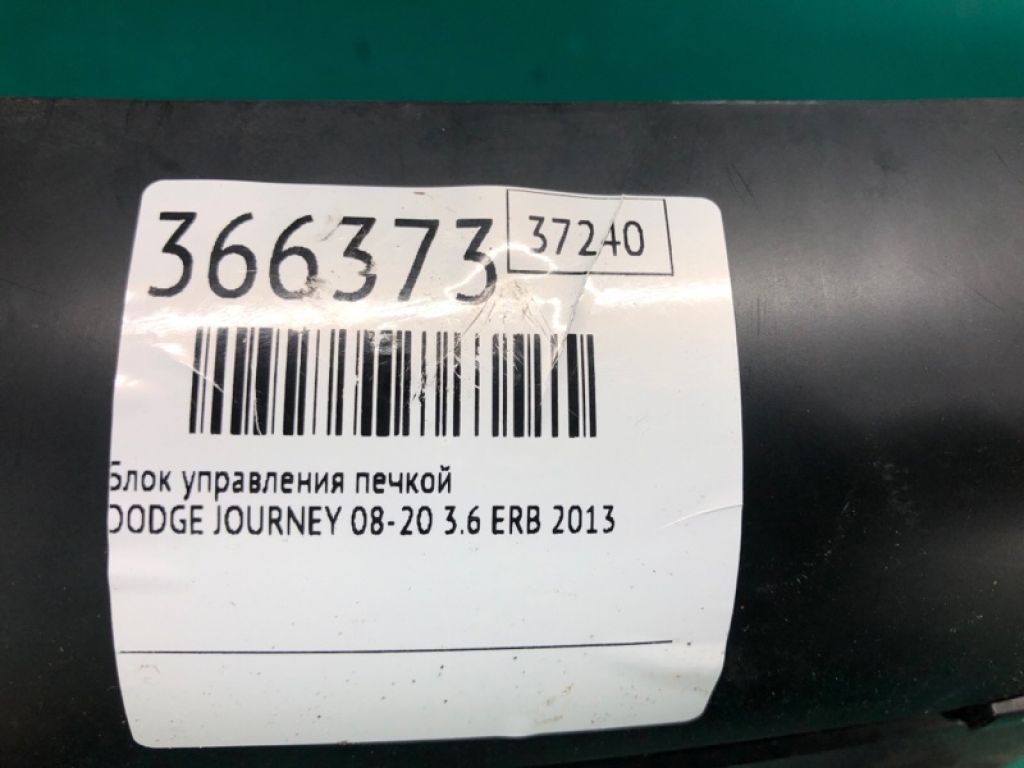 366373 37240
Блок управления печкой
DODGE JOURNEY 08-20 3.6 ERB 2013